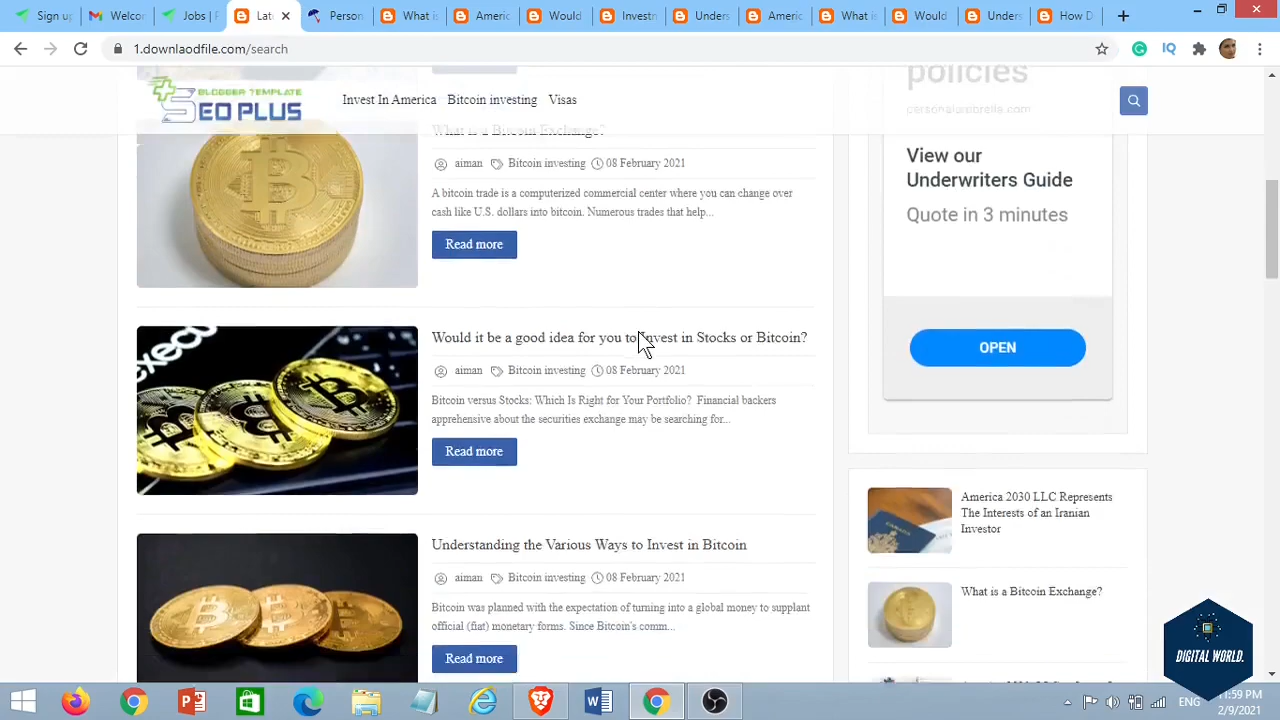 Sign
Jobs | F
Lat
Person
What is
Americ
Would
Investi
Unders
Americ
What is
Would
Unders
How D
1.downlaodfile.com/search
IQ
BLOGGER TEMPLATE
SEO PLUS
Invest In America Bitcoin investing Visas
What is a Bitcoin Exchange?
aiman Bitcoin investing 08 February 2021
A bitcoin trade is a computerized commercial center where you can change over
cash like U.S. dollars into bitcoin. Numerous trades that help...
Read more
execu
Would it be a good idea for you to Invest in Stocks or Bitcoin?
aiman Bitcoin investing 08 February 2021
Bitcoin versus Stocks: Which Is Right for Your Portfolio? Financial backers
apprehensive about the securities exchange may be searching for...
Read more
Understanding the Various Ways to Invest in Bitcoin
aiman Bitcoin investing 08 February 2021
Bitcoin was planned with the expectation of turning into a global money to supplant
official (fiat) monetary forms. Since Bitcoin's comm...
Read more
policies
personalumbrella.com
View our
Underwriters Guide
Quote in 3 minutes
OPEN
America 2030 LLC Represents
The Interests of an Iranian
Investor
CANADA
What is a Bitcoin Exchange?
DIGITAL WORLD.
ENG
11:59 PM
2/9/2021